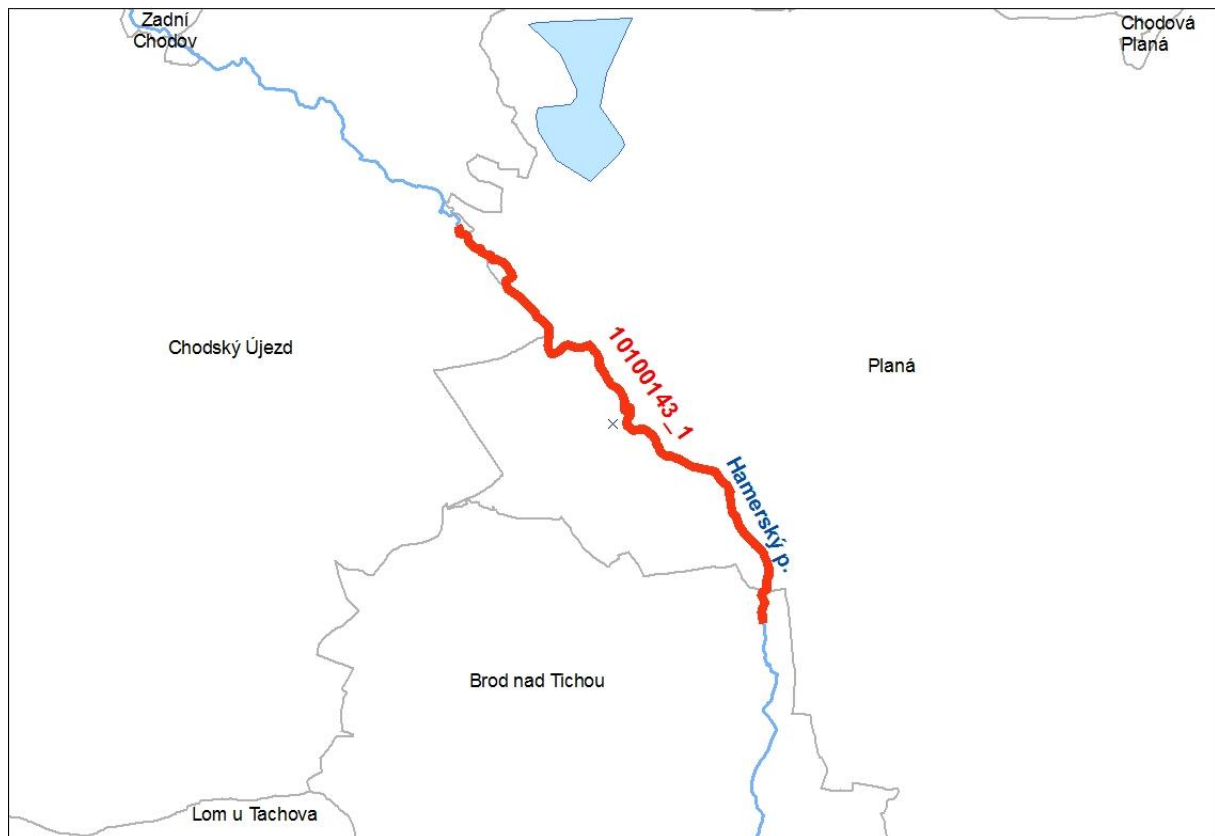 Zadní
Chodov
Chodová
Planá
Chodský Újezd
10100143_1
Planá
Hamerský p.
Brod nad Tichou
Lom u Tachova